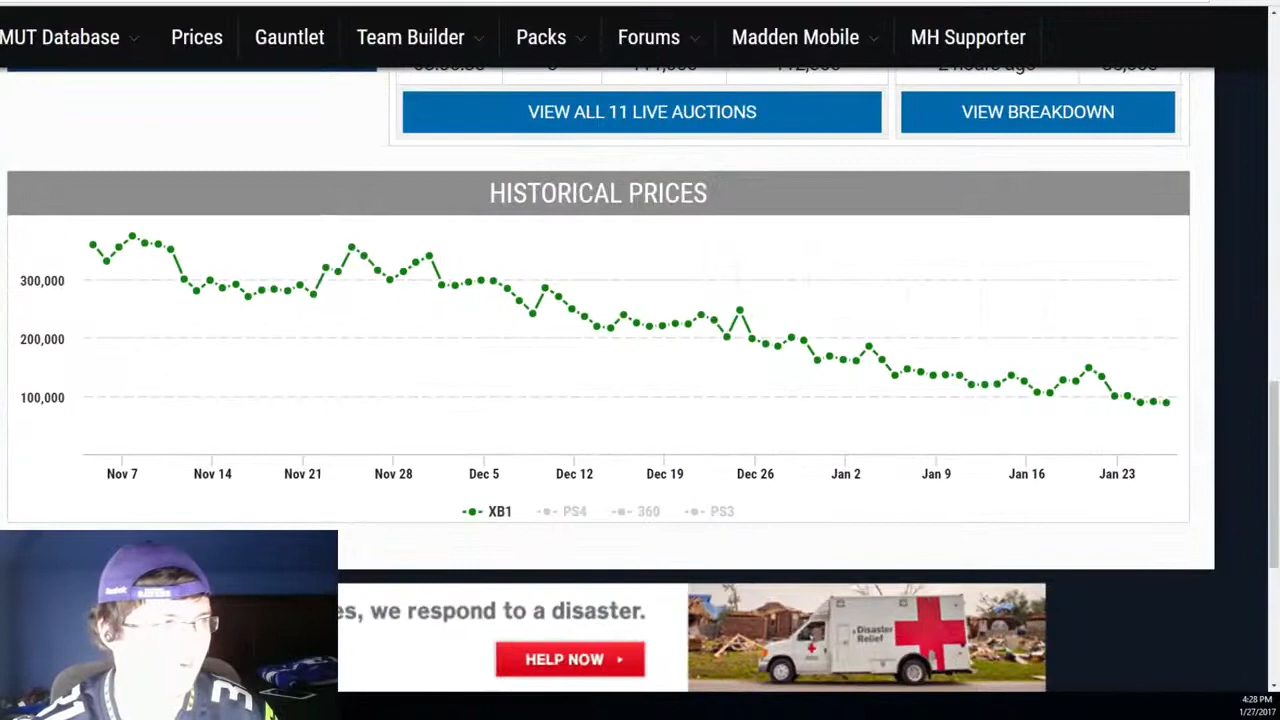 MUT Database Prices Gauntlet Team Builder Packs Forums Madden Mobile MH Supporter
VIEW ALL 11 LIVE AUCTIONS VIEW BREAKDOWN
HISTORICAL PRICES
300,000
200,000
100,000
Nov 7 Nov 14 Nov 21 Nov 28 Dec 5 Dec 12 Dec 19 Dec 26 Jan 2 Jan 9 Jan 16 Jan 23
XB1 PS4 360 PS3
es, we respond to a disaster.
HELP NOW
Disaster
Relief
Reebok
4:28 PM
1/27/2017